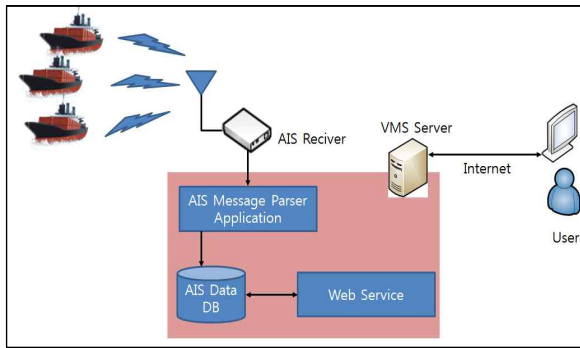 AIS Reciver
VMS Server
Internet
User
AIS Message Parser
Application
AIS Data
DB
Web Service